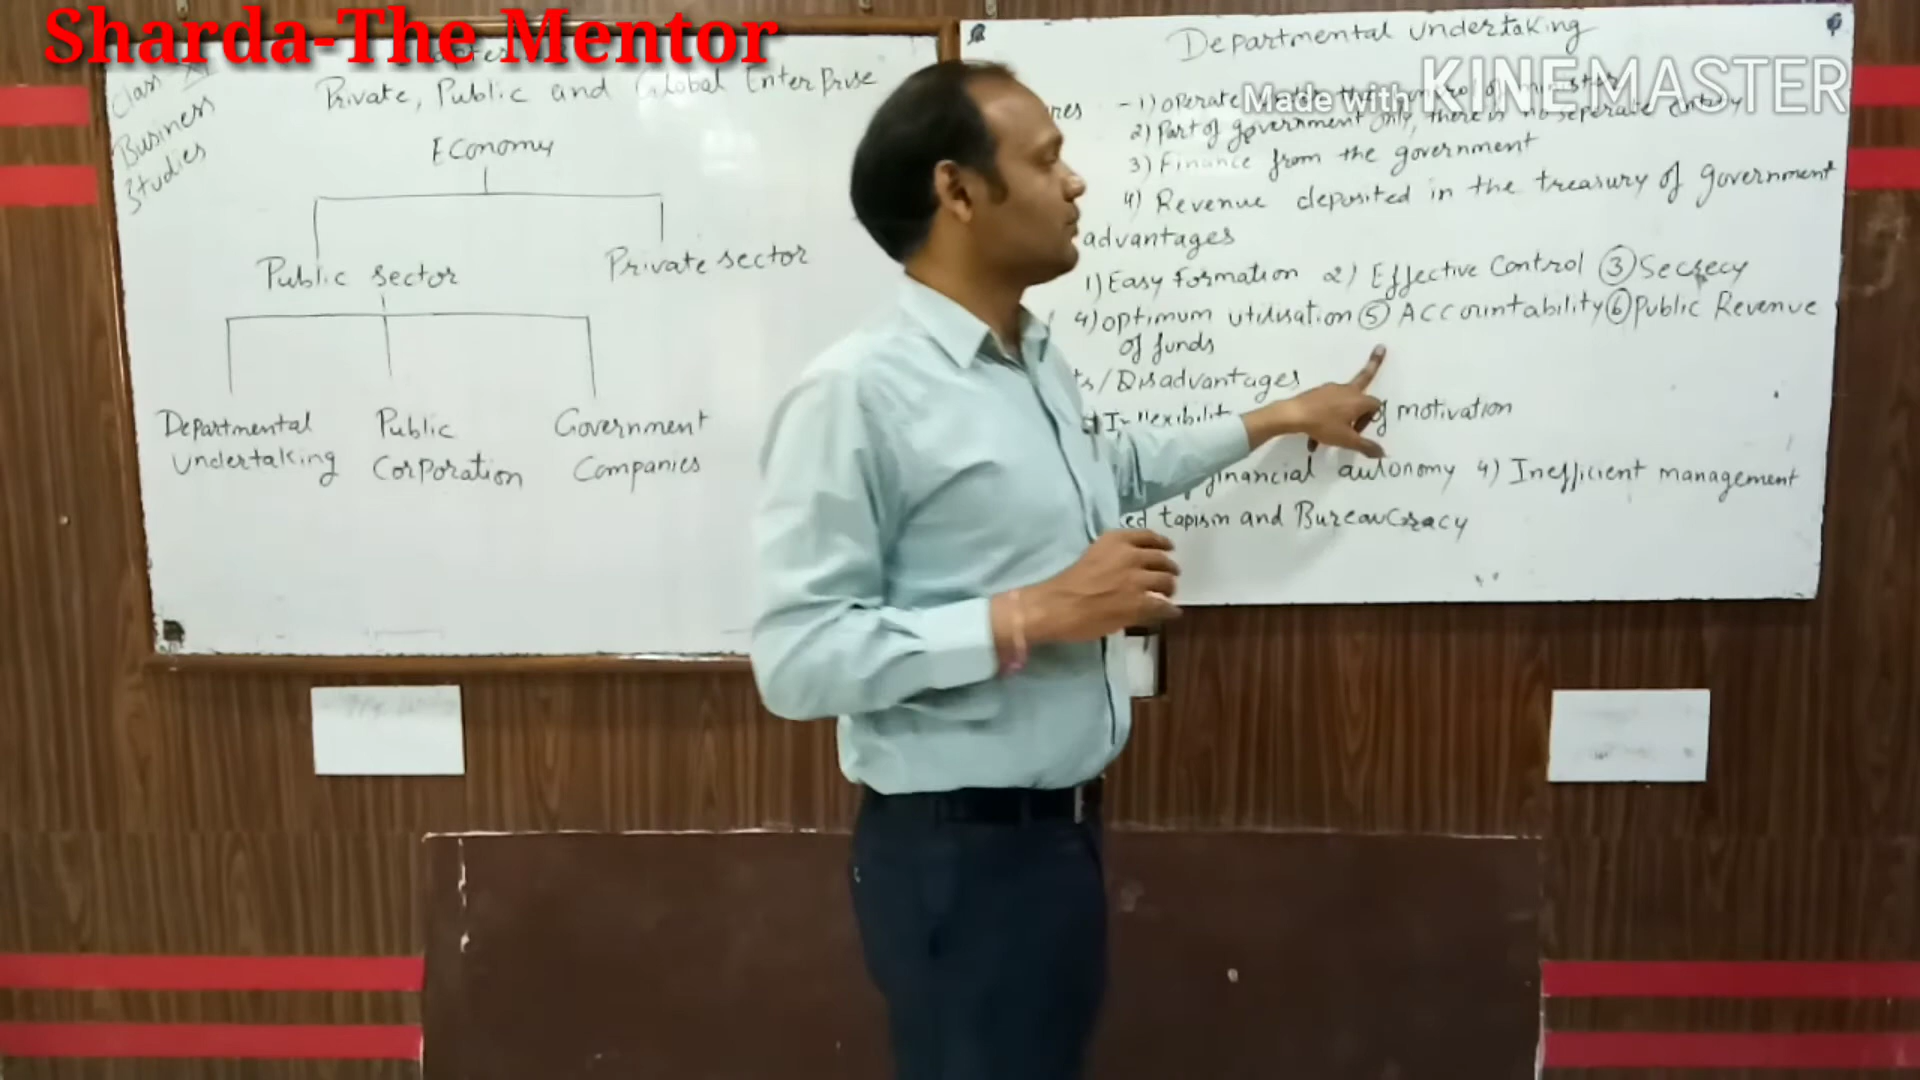 Sharda-The Mentor
Made with KINEMASTER
Class XI
Business
Studies
Private, Public and Global Enterprise
Economy
Public sector
Private sector
Departmental
undertaking
Public
Corporation
Government
Companies
Departmental undertaking
1) Operate
2) Part of government only, there is no seperate entity
3) Finance from the government
4) Revenue deposited in the treasury of government
advantages
1) Easy Formation 2) Effective Control 3 Secrecy
4) optimum utilisation 5 Accountability 6 Public Revenue
of funds
/Disadvantages
motivation
financial autonomy 4) Inefficient management
tapism and Bureaucracy